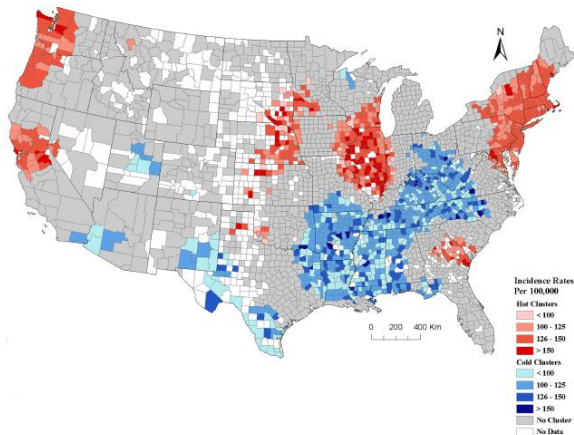 N
0 200 400 Km
Incidence Rates
Per 100,000
Hot Clusters
< 100
100 - 125
126 - 150
> 150
Cold Clusters
< 100
100 - 125
126 - 150
> 150
No Cluster
No Data